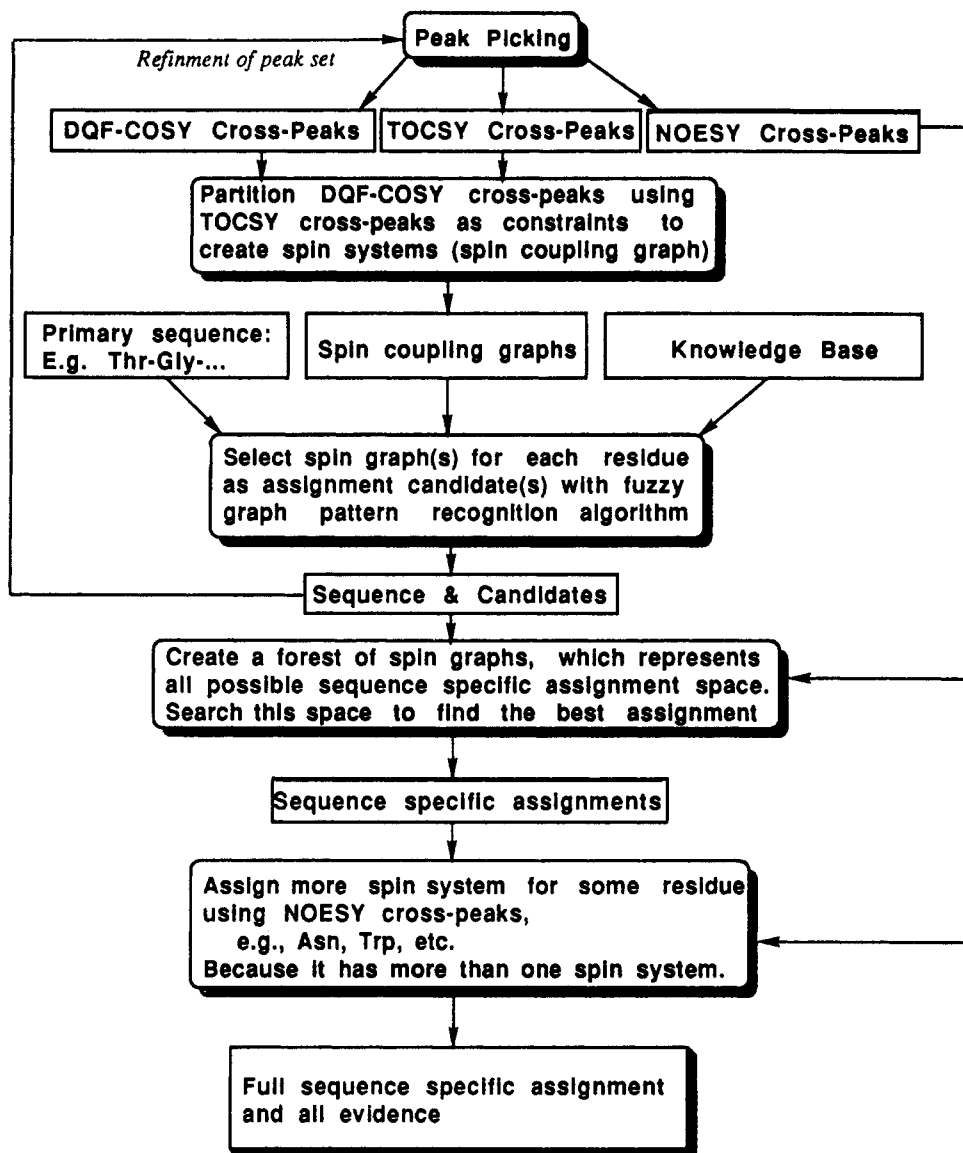 Peak Picking
Refinment of peak set
DQF-COSY Cross-Peaks
TOCSY Cross-Peaks
NOESY Cross-Peaks
Partition DQF-COSY cross-peaks using
TOCSY cross-peaks as constraints to
create spin systems (spin coupling graph)
Primary sequence:
E.g. Thr-Gly-...
Spin coupling graphs
Knowledge Base
Select spin graph(s) for each residue
as assignment candidate(s) with fuzzy
graph pattern recognition algorithm
Sequence & Candidates
Create a forest of spin graphs, which represents
all possible sequence specific assignment space.
Search this space to find the best assignment
Sequence specific assignments
Assign more spin system for some residue
using NOESY cross-peaks,
e.g., Asn, Trp, etc.
Because it has more than one spin system.
Full sequence specific assignment
and all evidence